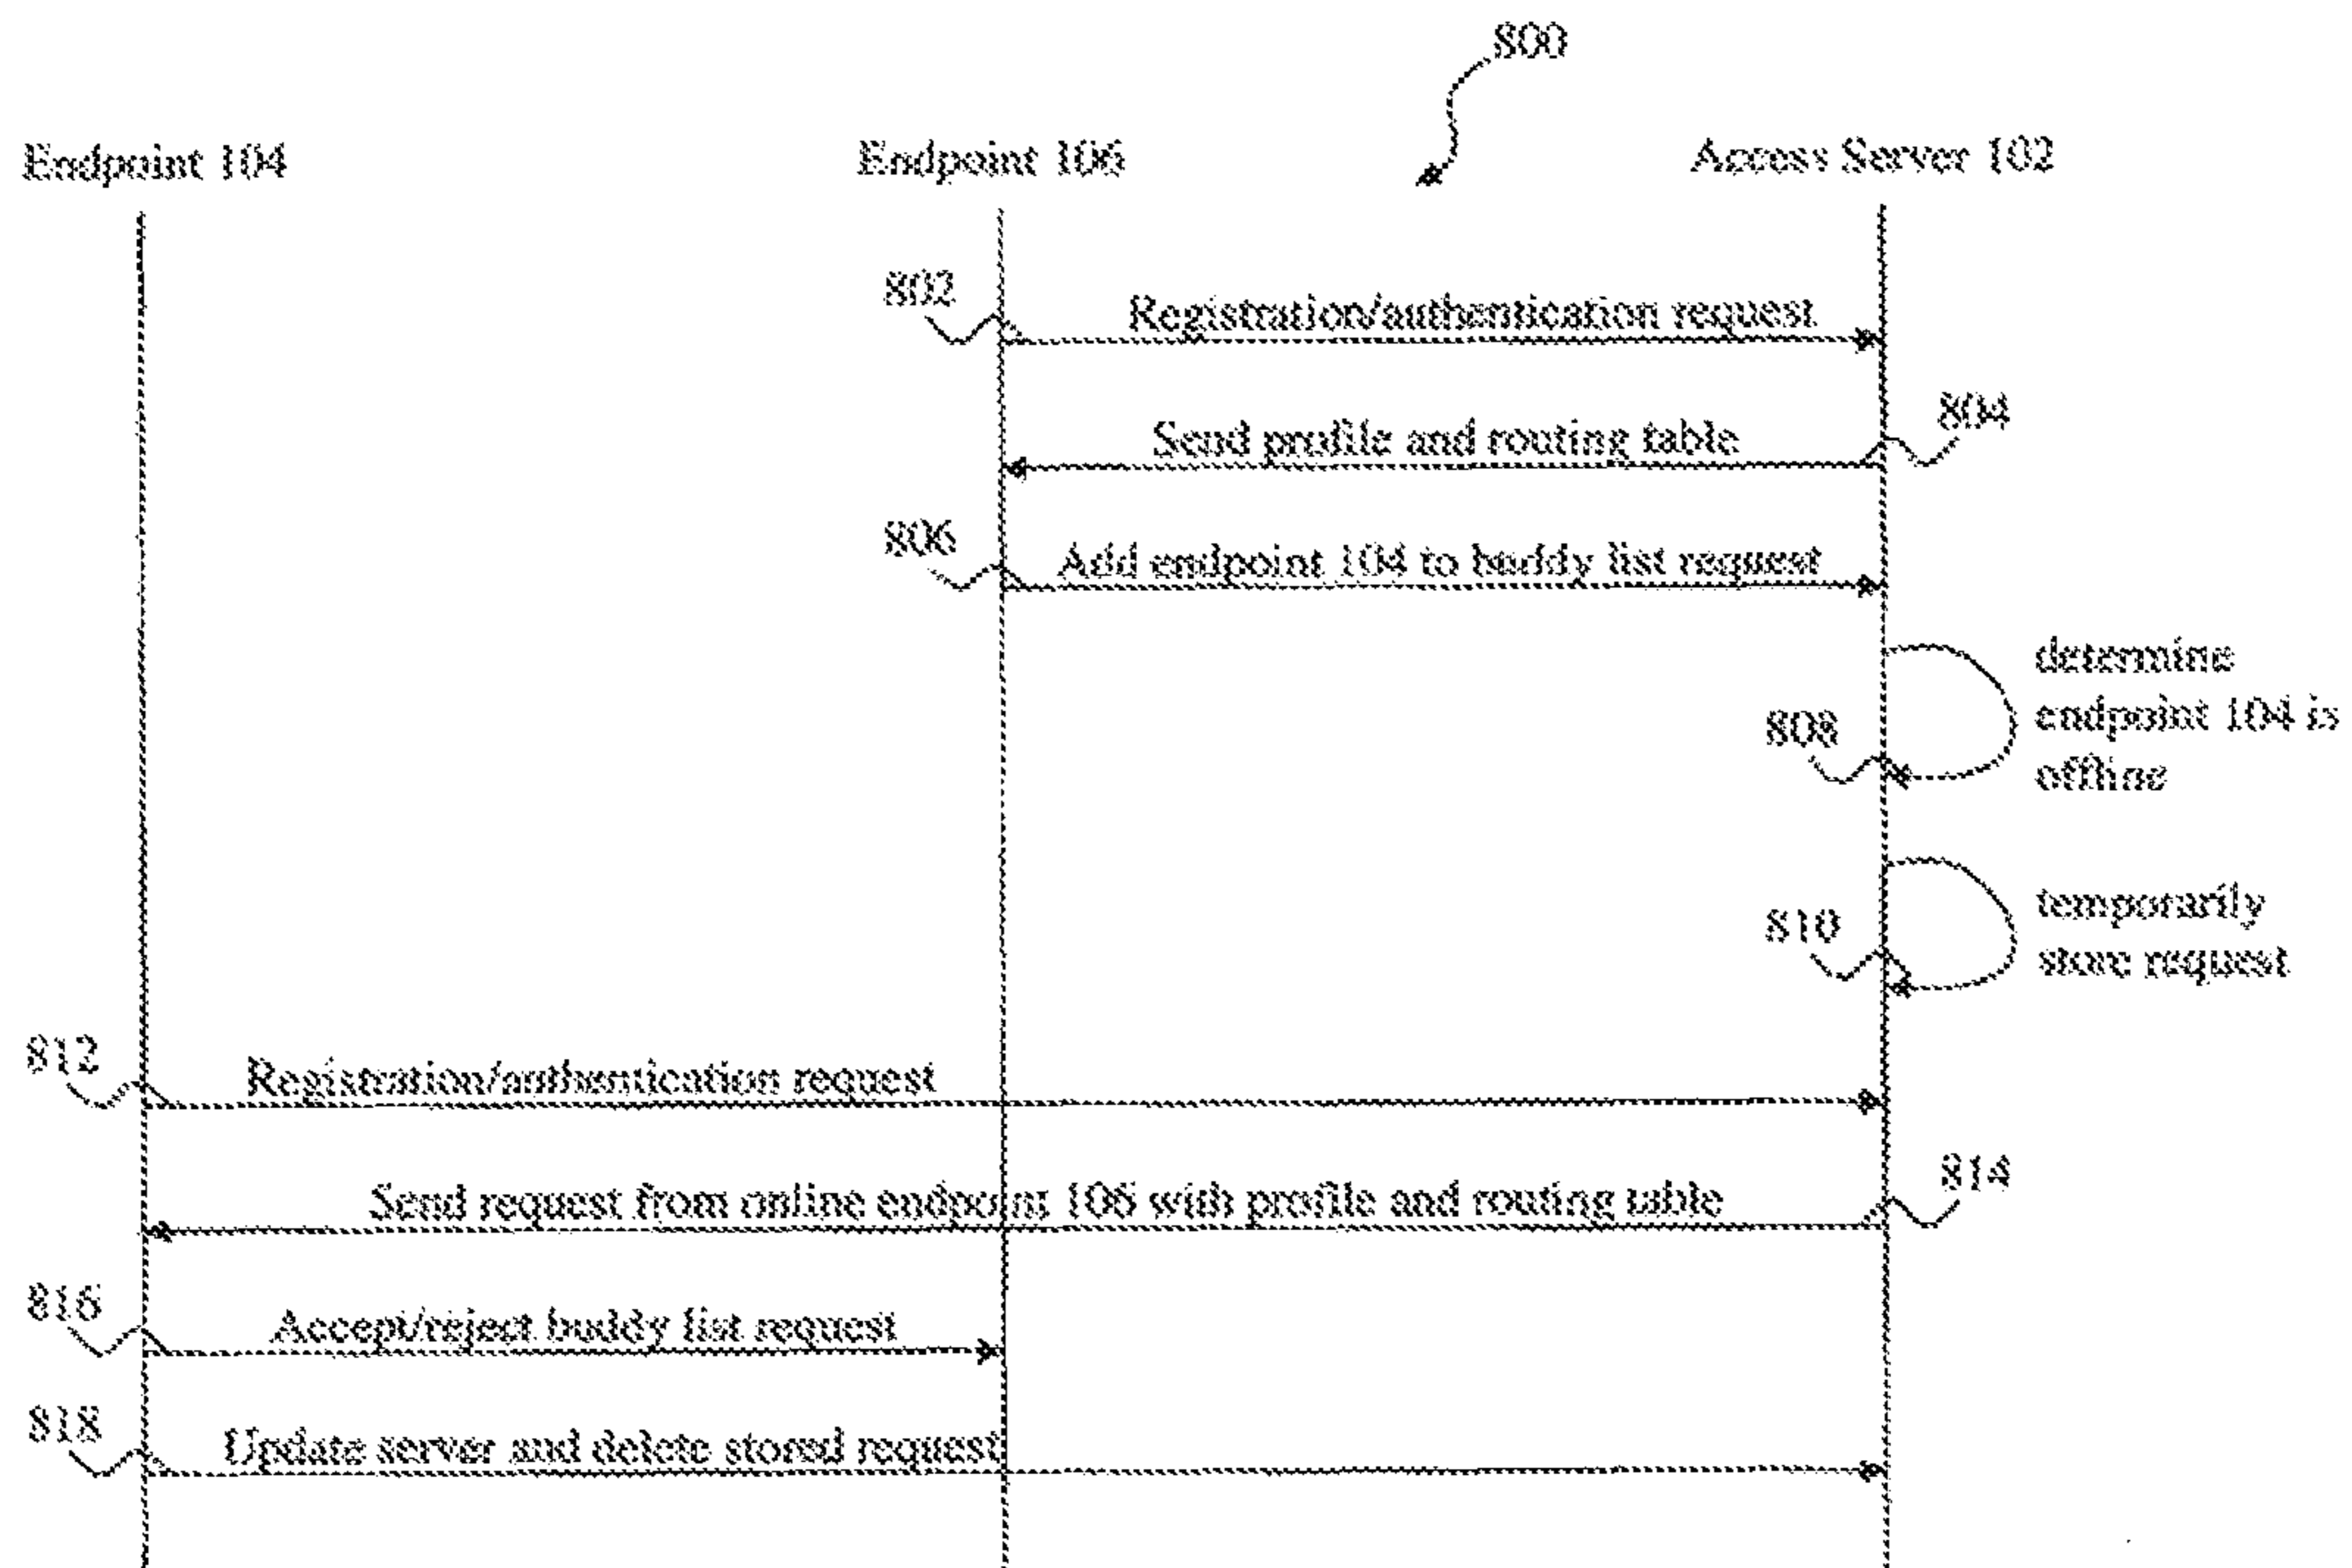 800
Endpoint 104
Endpoint 106
Access Server 102
802
Registration/authentication request
804
Send profile and routing table
806
Add endpoint 104 to buddy list request
determine
endpoint 104 is
offline
808
temporarily
store request
810
812
Registration/authentication request
814
Send request from online endpoint 106 with profile and routing table
816
Accept/reject buddy list request
818
Update server and delete stored request